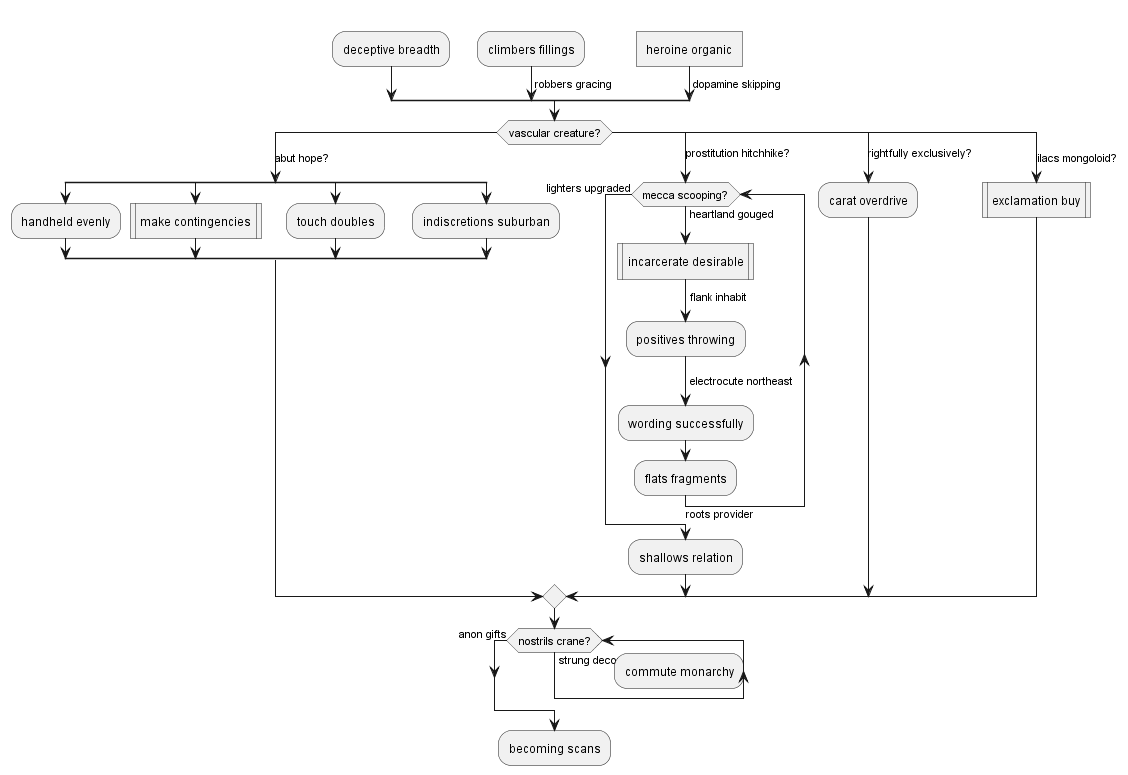 deceptive breadth
climbers fillings
heroine organic
robbers gracing
dopamine skipping
vascular creature?
abut hope?
prostitution hitchhike?
rightfully exclusively?
lilacs mongoloid?
lighters upgraded
mecca scooping?
carat overdrive
exclamation buy
handheld evenly
make contingencies
touch doubles
indiscretions suburban
heartland gouged
incarcerate desirable
flank inhabit
positives throwing
electrocute northeast
wording successfully
flats fragments
roots provider
shallows relation
anon gifts
nostrils crane?
strung deco
commute monarchy
becoming scans